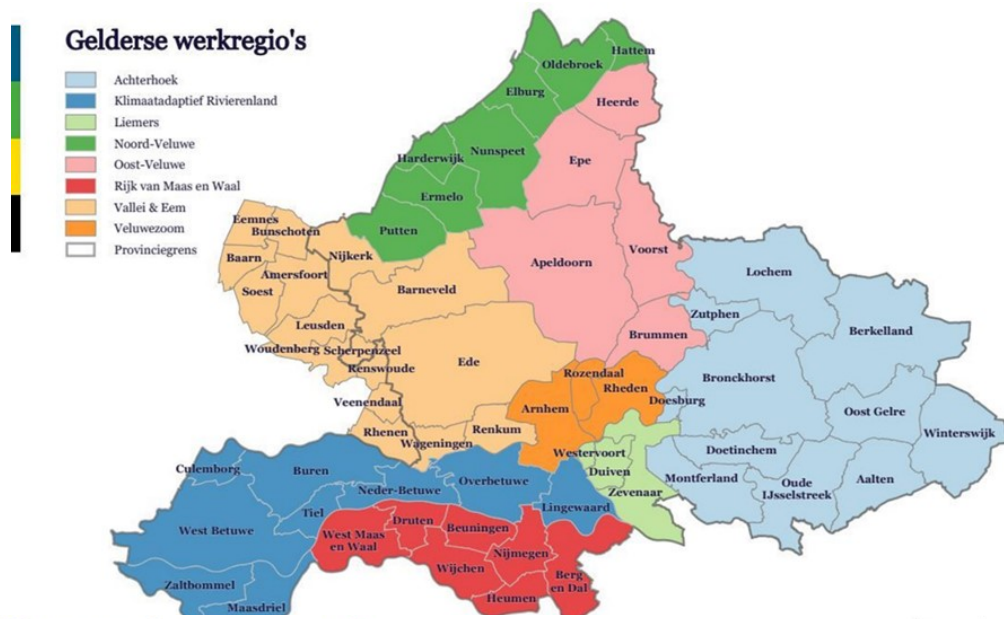 Gelderse werkregio's
Achterhoek
Klimaatadaptief Rivierenland
Liemers
Noord-Veluwe
Oost-Veluwe
Rijk van Maas en Waal
Vallei & Eem
Veluwezoom
Provinciegrens
Hattem
Oldebroek
Elburg
Heerde
Nunspeet
Harderwijk
Epe
Ermelo
Putten
Eemnes
Bunschoten
Nijkerk
Baarn
Amersfoort
Soest
Barneveld
Apeldoorn
Voorst
Lochem
Leusden
Zutphen
Berkelland
Woudenberg
Scherpenzeel
Renswoude
Ede
Brummen
Bronckhorst
Rozendaal
Rheden
Doesburg
Veenendaal
Arnhem
Oost Gelre
Rhenen
Renkum
Winterswijk
Wageningen
Westervoort
Doetinchem
Culemborg
Buren
Duiven
Montferland
Oude
IJsselstreek
Aalten
Overbetuwe
Neder-Betuwe
Zevenaar
Lingewaard
Tiel
West Betuwe
Druten
Beuningen
West Maas
en Waal
Nijmegen
Wijchen
Berg
en Dal
Zaltbommel
Heumen
Maasdriel